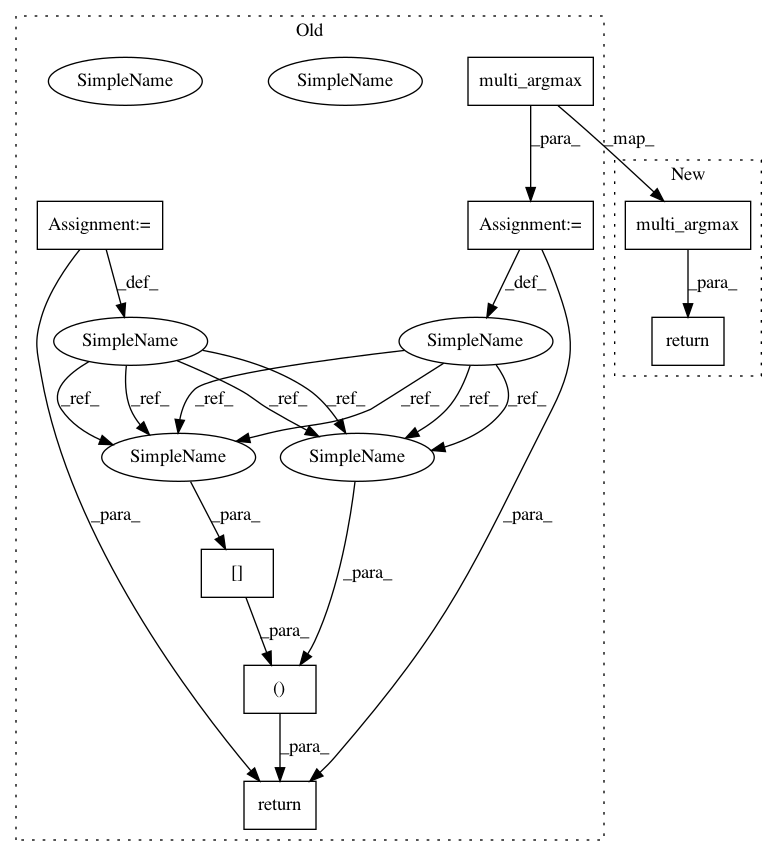 Old
SimpleName SimpleName multi_argmax
_para_ _map_
New
Assignment:= Assignment:= multi_argmax
_def_ _def_ _para_
SimpleName SimpleName return
_ref_ _ref_ _ref_ _ref_ _ref_ _ref_ _ref_ _ref_
SimpleName SimpleName
_para_ _para_ _para_
[] _para_
_para_
()
_para_
return